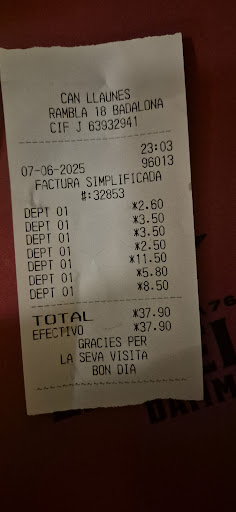 CAN LLAUNES
RAMBLA 18 BADALONA
CIF J 63932941
23:03
07-06-2025 96013
FACTURA SIMPLIFICADA
#:32853
DEPT 01 *2.60
DEPT 01 *3.50
DEPT 01 *3.50
DEPT 01 *2.50
DEPT 01 *11.50
DEPT 01 *5.80
DEPT 01 *8.50
TOTAL *37.90
EFECTIVO *37.90
GRACIES PER
LA SEVA VISITA
BON DIA